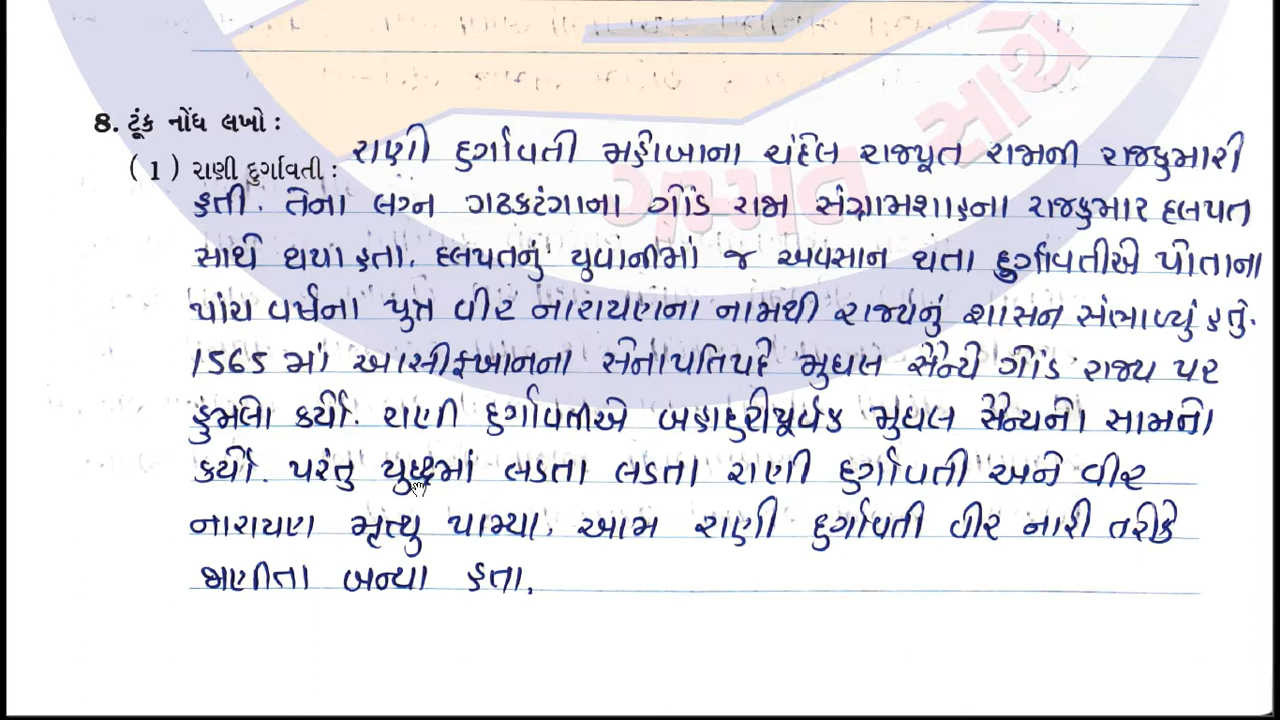 8. ટૂંક નોંધ લખો :
( 1 ) રાણી દુર્ગાવતી : રાણી દુર્ગાવતી મહોબાના ચંદેલ રાજપૂત રાજાની રાજકુમારી
હતી. તેના લગ્ન ગઢકટંગાના ગોંડ રાજા સંગ્રામશાહના રાજકુમાર દલપત
સાથે થયા હતા. દલપતનું યુવાનીમાં જ અવસાન થતા દુર્ગાવતીએ પોતાના
પાંચ વર્ષના પુત્ર વીર નારાયણના નામથી રાજ્યનું શાસન સંભાળ્યું હતું.
1565 માં આસીફખાનના સેનાપતિપદે મુઘલ સૈન્યે ગોંડ રાજ્ય પર
હુમલો કર્યો. રાણી દુર્ગાવતીએ બહાદુરીપૂર્વક મુઘલ સૈન્યનો સામનો
કર્યો. પરંતુ યુદ્ધમાં લડતા લડતા રાણી દુર્ગાવતી અને વીર
નારાયણ મૃત્યુ પામ્યા. આમ રાણી દુર્ગાવતી વીર નારી તરીકે
જાણીતા બન્યા હતા.